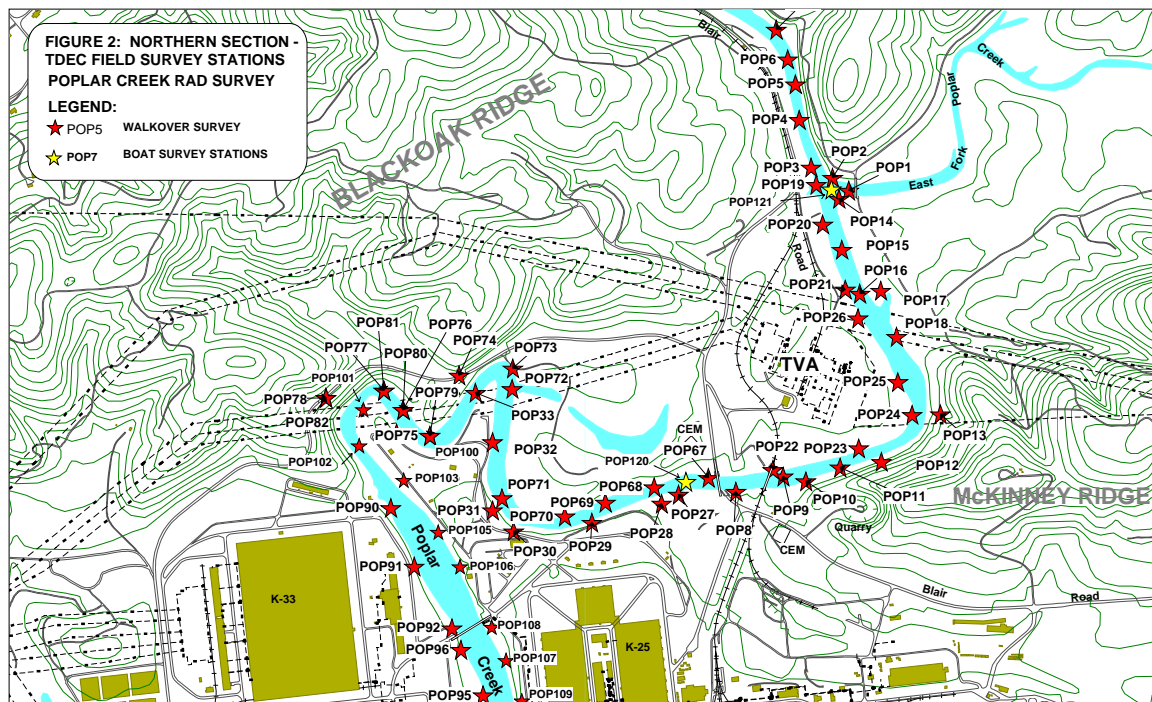 FIGURE 2: NORTHERN SECTION -
TDEC FIELD SURVEY STATIONS
POPLAR CREEK RAD SURVEY
LEGEND:
POP5 WALKOVER SURVEY
POP7 BOAT SURVEY STATIONS
Blair
POP6
Creek
POP5
Poplar
POP4
BLACKOAK RIDGE
POP2
POP3
POP1
POP19
East
Fork
POP121
POP14
POP20
POP15
Road
POP16
POP21
POP17
POP26
POP18
POP81
POP76
POP74
POP73
POP77
POP80
TVA
POP101
POP72
POP25
POP78
POP79
POP33
POP82
POP24
POP13
POP75
CEM
POP100
POP32
POP22
POP23
POP102
POP120
POP67
POP12
POP103
POP68
POP71
POP10
POP11
McKINNEY RIDGE
POP90
POP31
POP70
POP69
POP27
POP9
POP105
POP28
POP8
Quarry
Poplar
POP29
POP30
CEM
POP91
POP106
Blair
Road
K-33
POP92
POP108
POP96
K-25
POP107
Creek
POP95
POP109